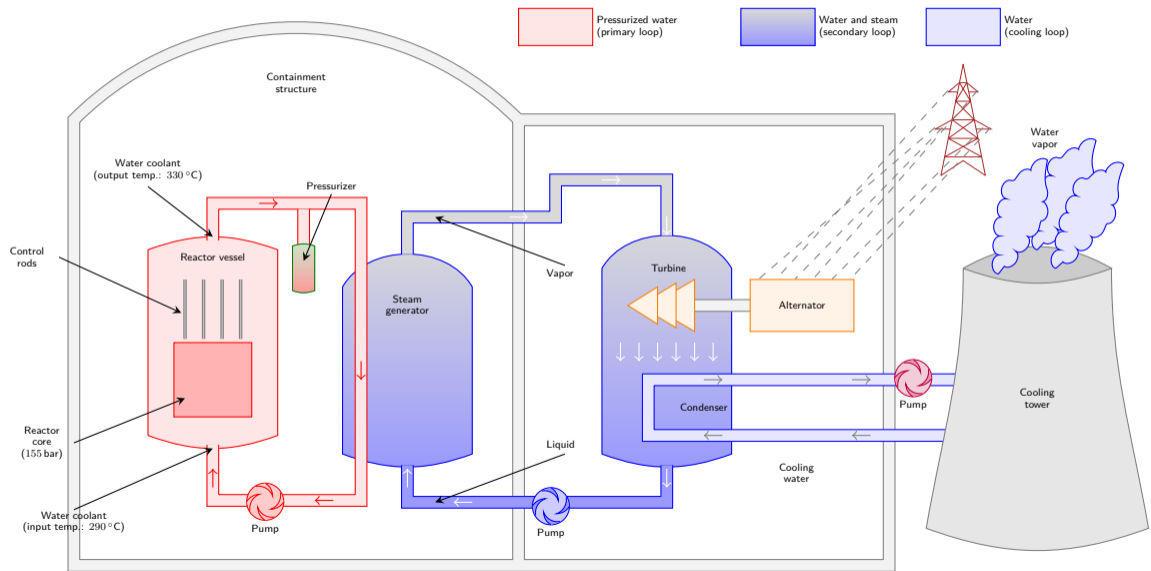 Pressurized water
(primary loop)
Water and steam
(secondary loop)
Water
(cooling loop)
Containment
structure
Water
vapor
Water coolant
(output temp.: 330 °C)
Pressurizer
Control
rods
Reactor vessel
Vapor
Turbine
Steam
generator
Alternator
Cooling
tower
Pump
Condenser
Reactor
core
(155 bar)
Liquid
Cooling
water
Water coolant
(input temp.: 290 °C)
Pump
Pump